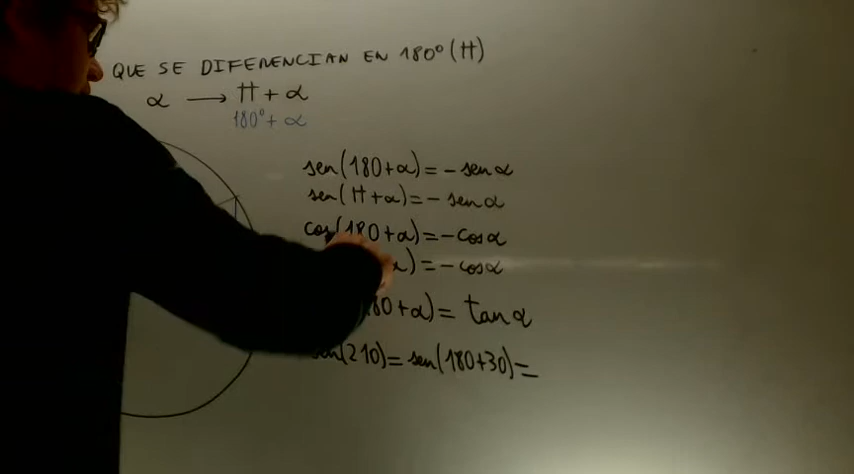 QUE SE DIFERENCIAN EN 180° (π)
α → π + α
180° + α
sen(180+α) = - sen α
sen(π+α) = - sen α
cos(180+α) = - cos α
α) = - cos α
80+α) = tan α
sen(210) = sen(180+30) =